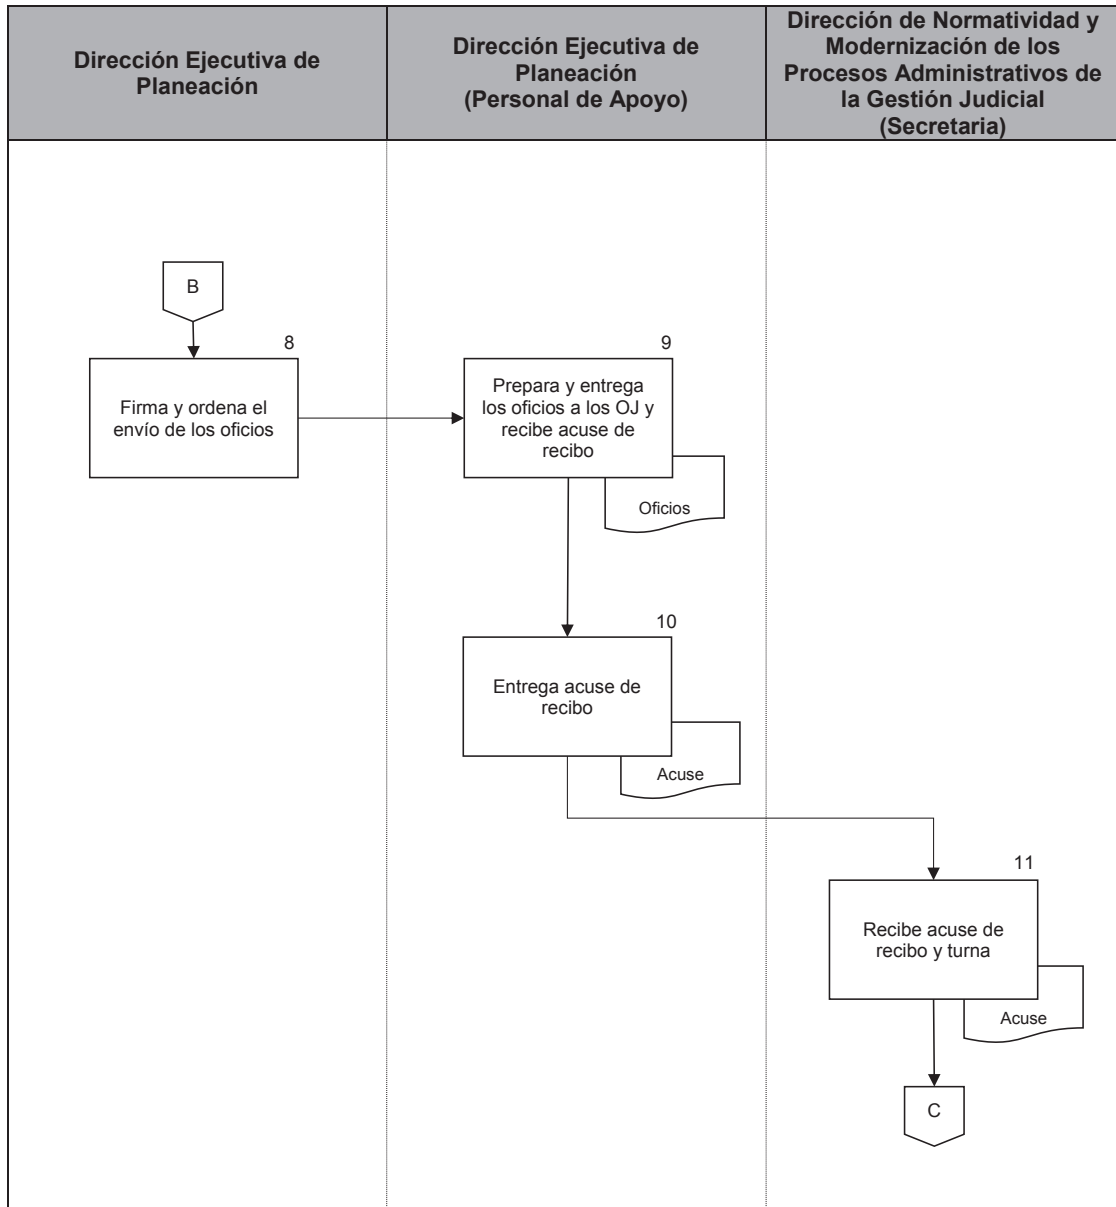 Dirección Ejecutiva de
Planeación
Dirección Ejecutiva de
Planeación
(Personal de Apoyo)
Dirección de Normatividad y
Modernización de los
Procesos Administrativos de
la Gestión Judicial
(Secretaria)
B
8
Firma y ordena el
envío de los oficios
9
Prepara y entrega
los oficios a los OJ y
recibe acuse de
recibo
Oficios
10
Entrega acuse de
recibo
Acuse
11
Recibe acuse de
recibo y turna
Acuse
C